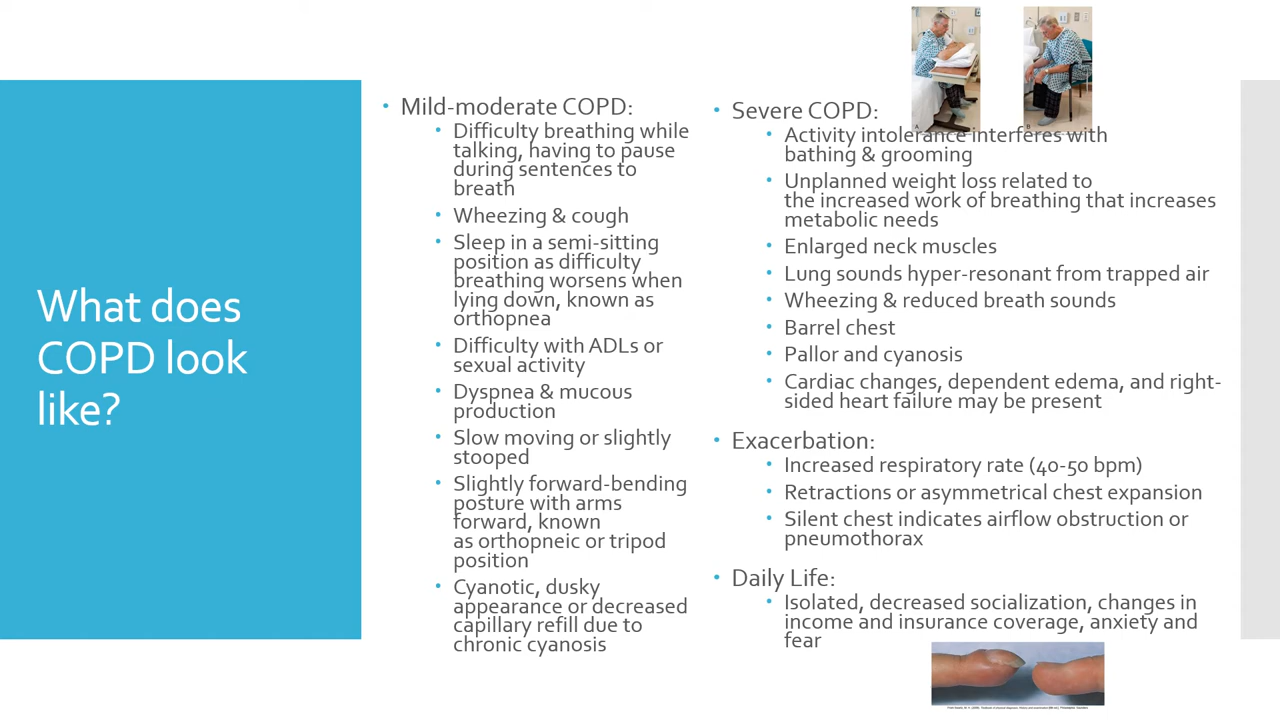 What does
COPD look
like?
• Mild-moderate COPD:
• Difficulty breathing while
talking, having to pause
during sentences to
breath
• Wheezing & cough
• Sleep in a semi-sitting
position as difficulty
breathing worsens when
lying down, known as
orthopnea
• Difficulty with ADLs or
sexual activity
• Dyspnea & mucous
production
• Slow moving or slightly
stooped
• Slightly forward-bending
posture with arms
forward, known
as orthopneic or tripod
position
• Cyanotic, dusky
appearance or decreased
capillary refill due to
chronic cyanosis
A
B
• Severe COPD:
• Activity intolerance interferes with
bathing & grooming
• Unplanned weight loss related to
the increased work of breathing that increases
metabolic needs
• Enlarged neck muscles
• Lung sounds hyper-resonant from trapped air
• Wheezing & reduced breath sounds
• Barrel chest
• Pallor and cyanosis
• Cardiac changes, dependent edema, and right-
sided heart failure may be present
• Exacerbation:
• Increased respiratory rate (40-50 bpm)
• Retractions or asymmetrical chest expansion
• Silent chest indicates airflow obstruction or
pneumothorax
• Daily Life:
• Isolated, decreased socialization, changes in
income and insurance coverage, anxiety and
fear